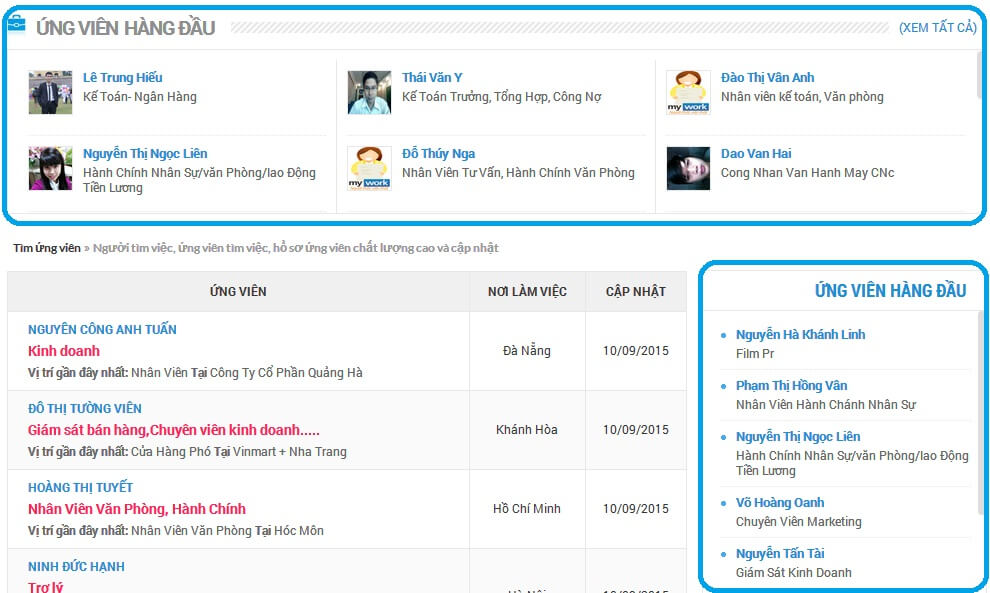 ỨNG VIÊN HÀNG ĐẦU
(XEM TẤT CẢ)
Lê Trung Hiếu
Kế Toán- Ngân Hàng
Thái Văn Y
Kế Toán Trưởng, Tổng Hợp, Công Nợ
my work
Đào Thị Vân Anh
Nhân viên kế toán, Văn phòng
Nguyễn Thị Ngọc Liên
Hành Chính Nhân Sự/văn Phòng/lao Động
Tiền Lương
my work
Đỗ Thúy Nga
Nhân Viên Tư Vấn, Hành Chính Văn Phòng
Dao Van Hai
Cong Nhan Van Hanh May CNc
Tìm ứng viên » Người tìm việc, ứng viên tìm việc, hồ sơ ứng viên chất lượng cao và cập nhật
ỨNG VIÊN
NƠI LÀM VIỆC
CẬP NHẬT
NGUYỄN CÔNG ANH TUẤN
Kinh doanh
Vị trí gần đây nhất: Nhân Viên Tại Công Ty Cổ Phần Quảng Hà
Đà Nẵng
10/09/2015
ĐỖ THỊ TƯỜNG VIÊN
Giám sát bán hàng,Chuyên viên kinh doanh.....
Vị trí gần đây nhất: Cửa Hàng Phó Tại Vinmart + Nha Trang
Khánh Hòa
10/09/2015
HOÀNG THỊ TUYẾT
Nhân Viên Văn Phòng, Hành Chính
Vị trí gần đây nhất: Nhân Viên Văn Phòng Tại Hóc Môn
Hồ Chí Minh
10/09/2015
NINH ĐỨC HẠNH
Trợ lý
Hà Nội
10/09/2015
ỨNG VIÊN HÀNG ĐẦU
Nguyễn Hà Khánh Linh
Film Pr
Phạm Thị Hồng Vân
Nhân Viên Hành Chánh Nhân Sự
Nguyễn Thị Ngọc Liên
Hành Chính Nhân Sự/văn Phòng/lao Động
Tiền Lương
Võ Hoàng Oanh
Chuyên Viên Marketing
Nguyễn Tấn Tài
Giám Sát Kinh Doanh